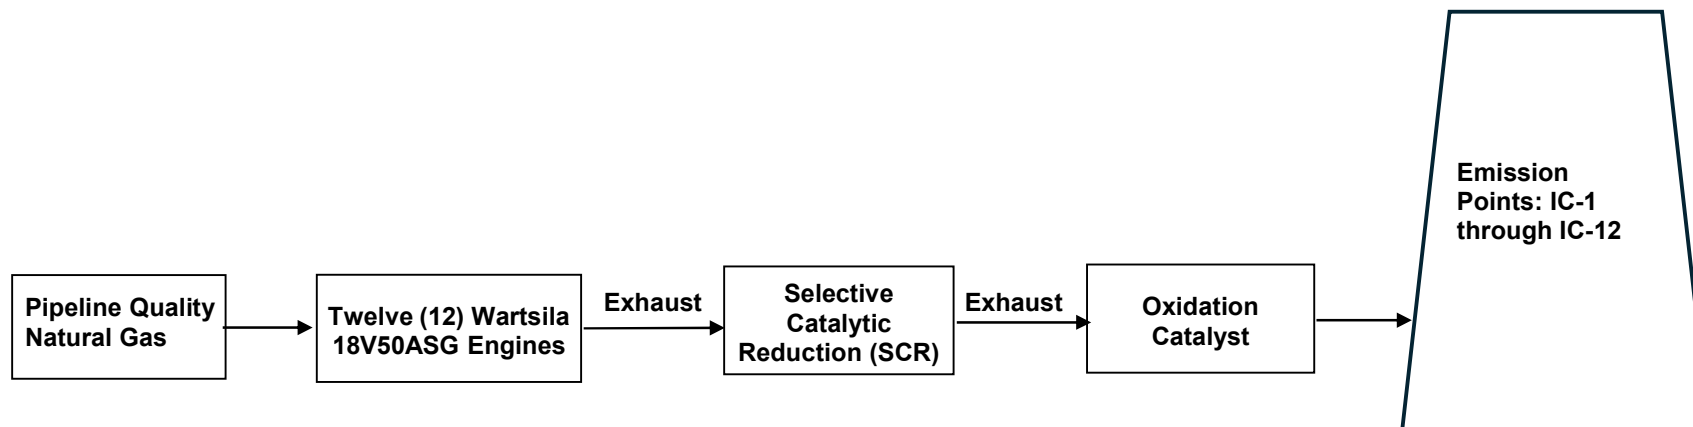 Pipeline Quality
Natural Gas
Twelve (12) Wartsila
18V50ASG Engines
Exhaust
Selective
Catalytic
Reduction (SCR)
Exhaust
Oxidation
Catalyst
Emission
Points: IC-1
through IC-12